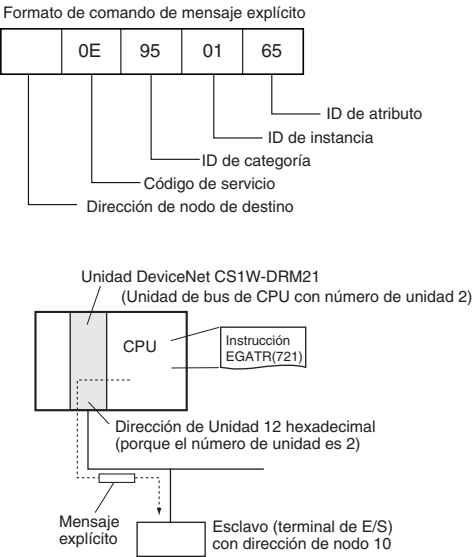 Formato de comando de mensaje explícito
0E 95 01 65
ID de atributo
ID de instancia
ID de categoría
Código de servicio
Dirección de nodo de destino
Unidad DeviceNet CS1W-DRM21
(Unidad de bus de CPU con número de unidad 2)
CPU
Instrucción
EGATR(721)
Dirección de Unidad 12 hexadecimal
(porque el número de unidad es 2)
Mensaje
explícito
Esclavo (terminal de E/S)
con dirección de nodo 10